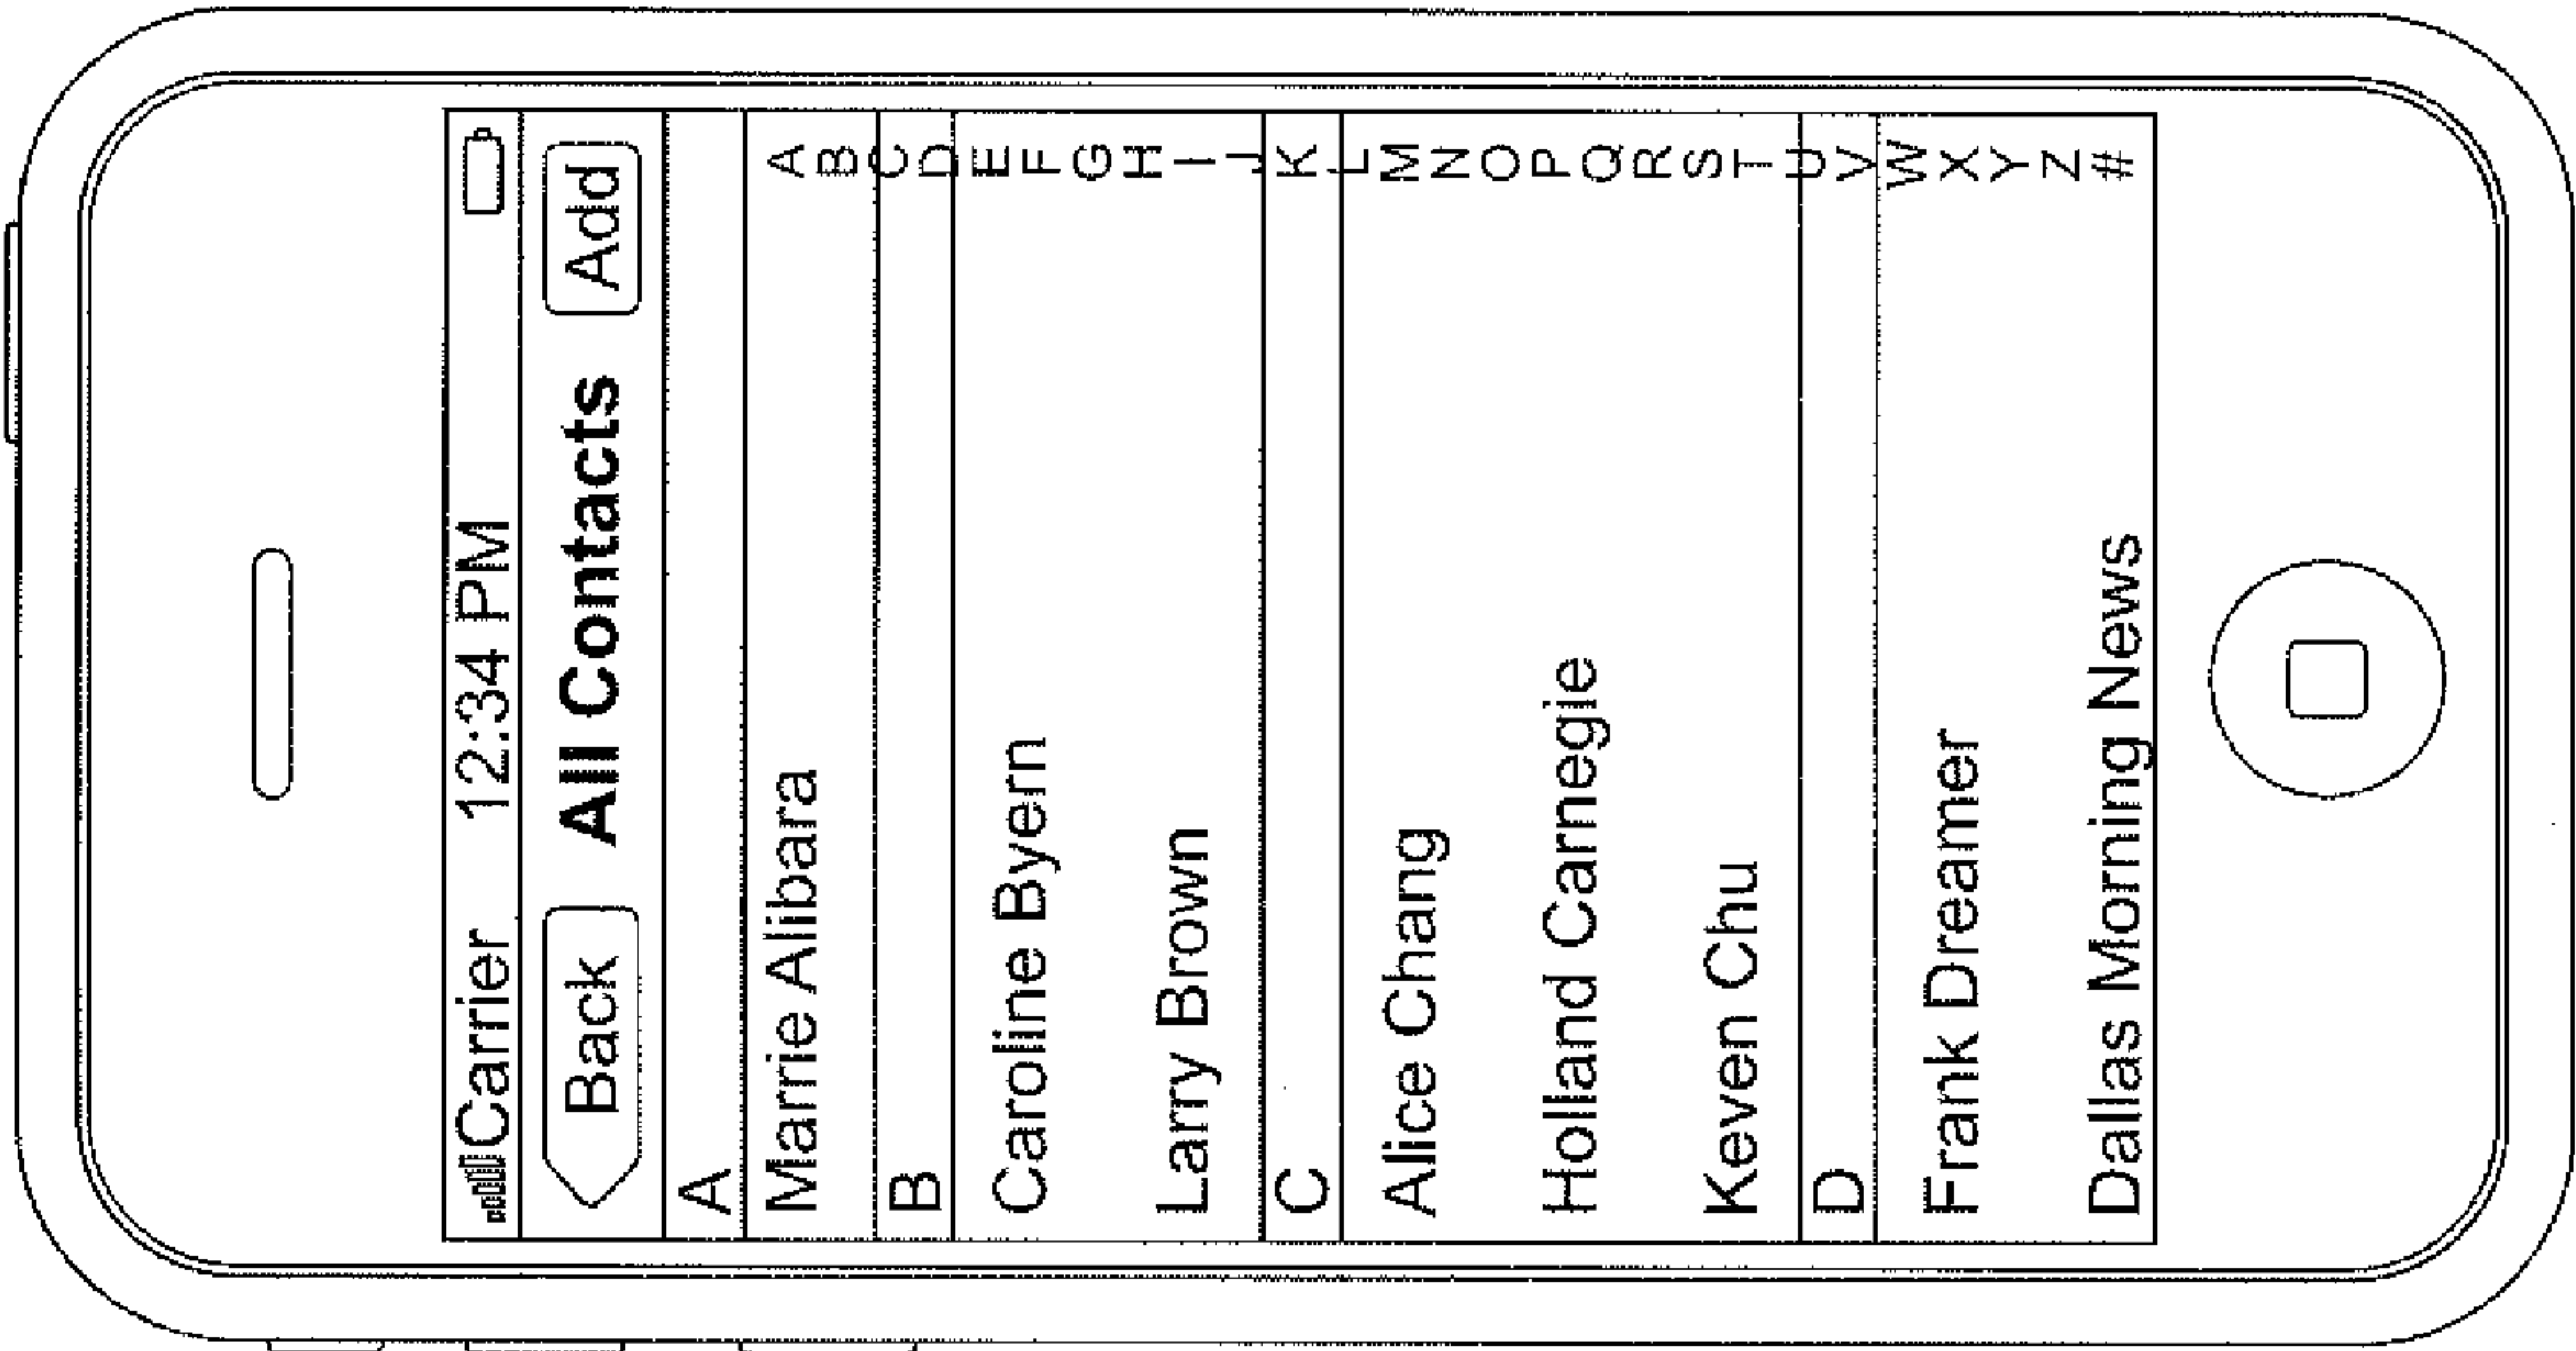 Carrier 12:34 PM
Back All Contacts Add
A
Marrie Alibara
B
Caroline Byern
Larry Brown
C
Alice Chang
Holland Carnegie
Keven Chu
D
Frank Dreamer
Dallas Morning News
A
B
C
D
E
F
G
H
I
J
K
L
M
N
O
P
Q
R
S
T
U
V
W
X
Y
Z
#